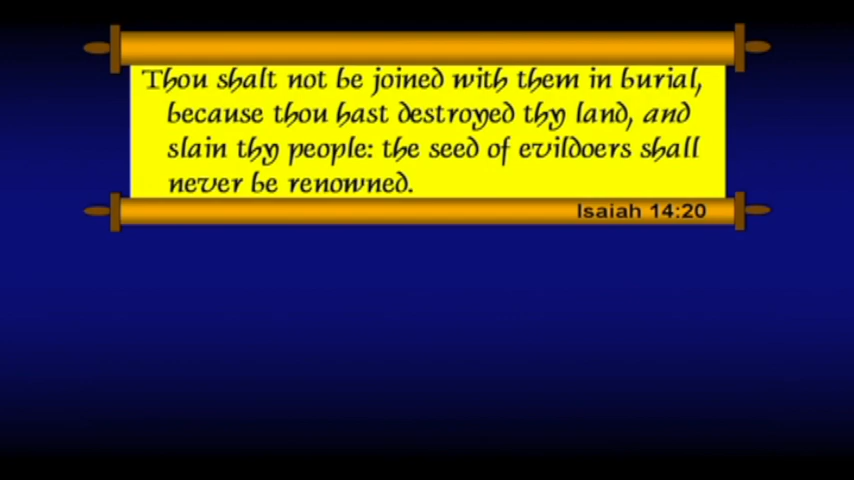 Thou shalt not be joined with them in burial,
because thou hast destroyed thy land, and
slain thy people: the seed of evildoers shall
never be renowned.
Isaiah 14:20